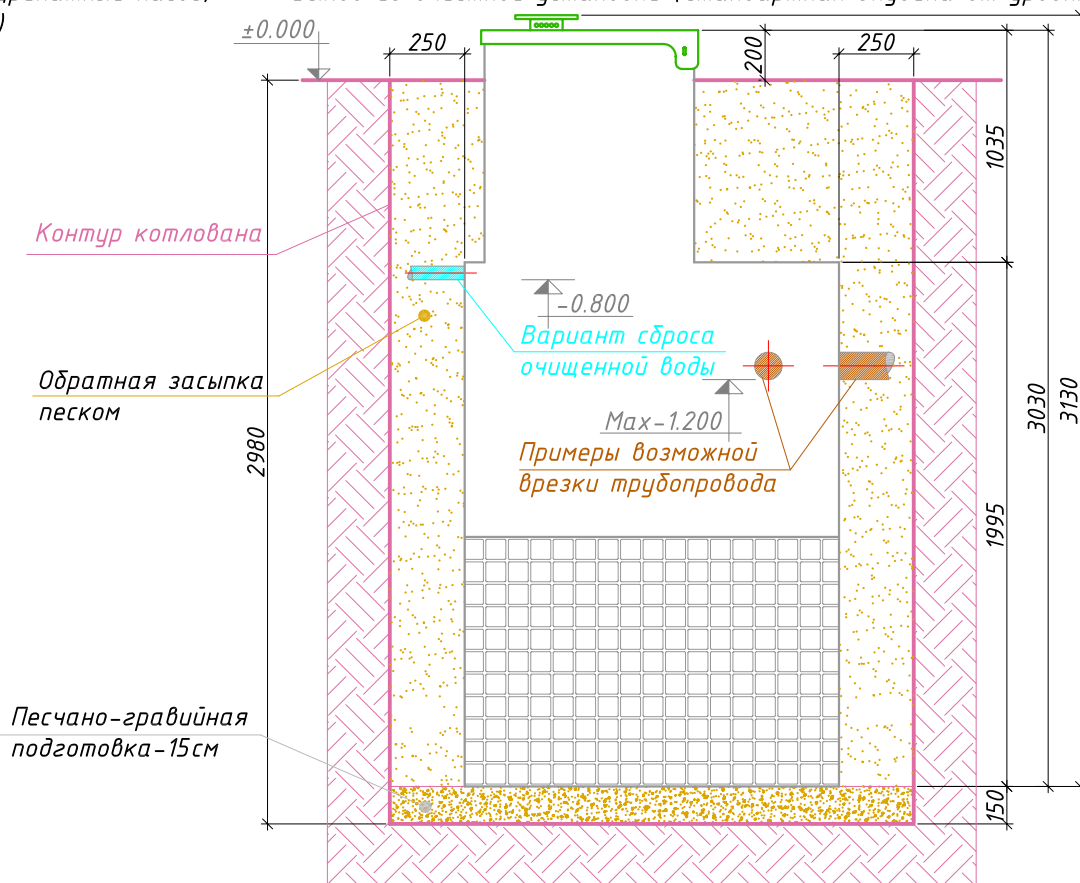 ±0.000
250
200
250
1035
Контур котлована
-0.800
Вариант сброса
очищенной воды
Обратная засыпка
песком
Max-1.200
3030
3130
2980
Примеры возможной
врезки трубопровода
1995
Песчано-гравийная
подготовка-15см
150